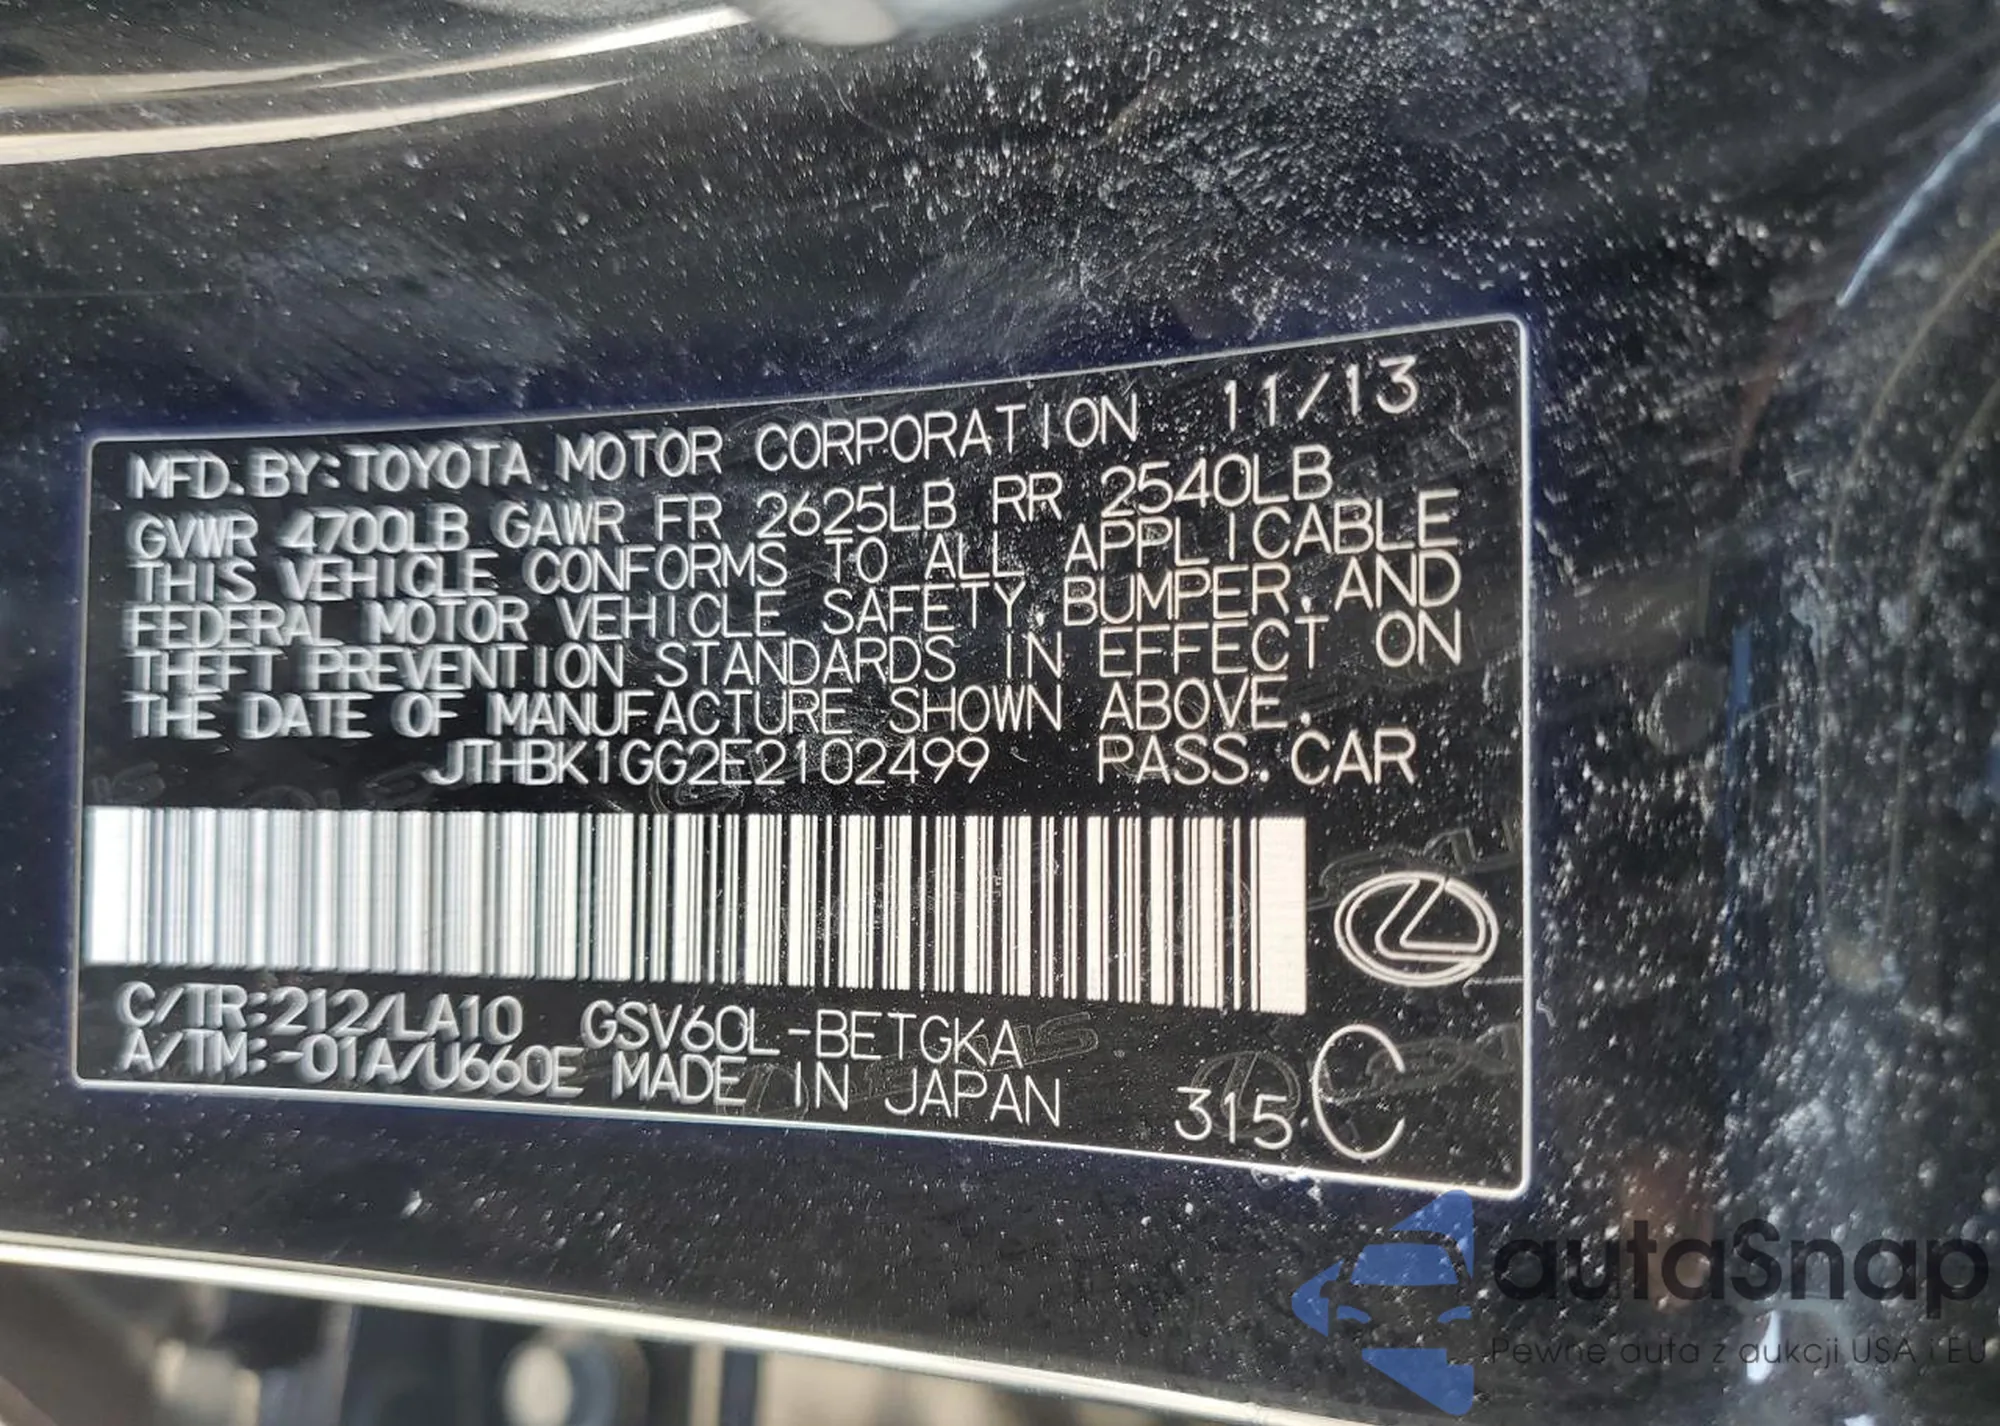 MFD. BY: TOYOTA MOTOR CORPORATION 11/13
GVWR 4700LB GAWR FR 2625LB RR 2540LB
THIS VEHICLE CONFORMS TO ALL APPLICABLE
FEDERAL MOTOR VEHICLE SAFETY, BUMPER, AND
THEFT PREVENTION STANDARDS IN EFFECT ON
THE DATE OF MANUFACTURE SHOWN ABOVE.
JTHBK1GG2E2102499 PASS. CAR
C/TR:212/LA10 GSV60L-BETGKA
A/TM:-01A/U660E MADE IN JAPAN 315 C
autaSnap
Pewne auta z aukcji USA i EU